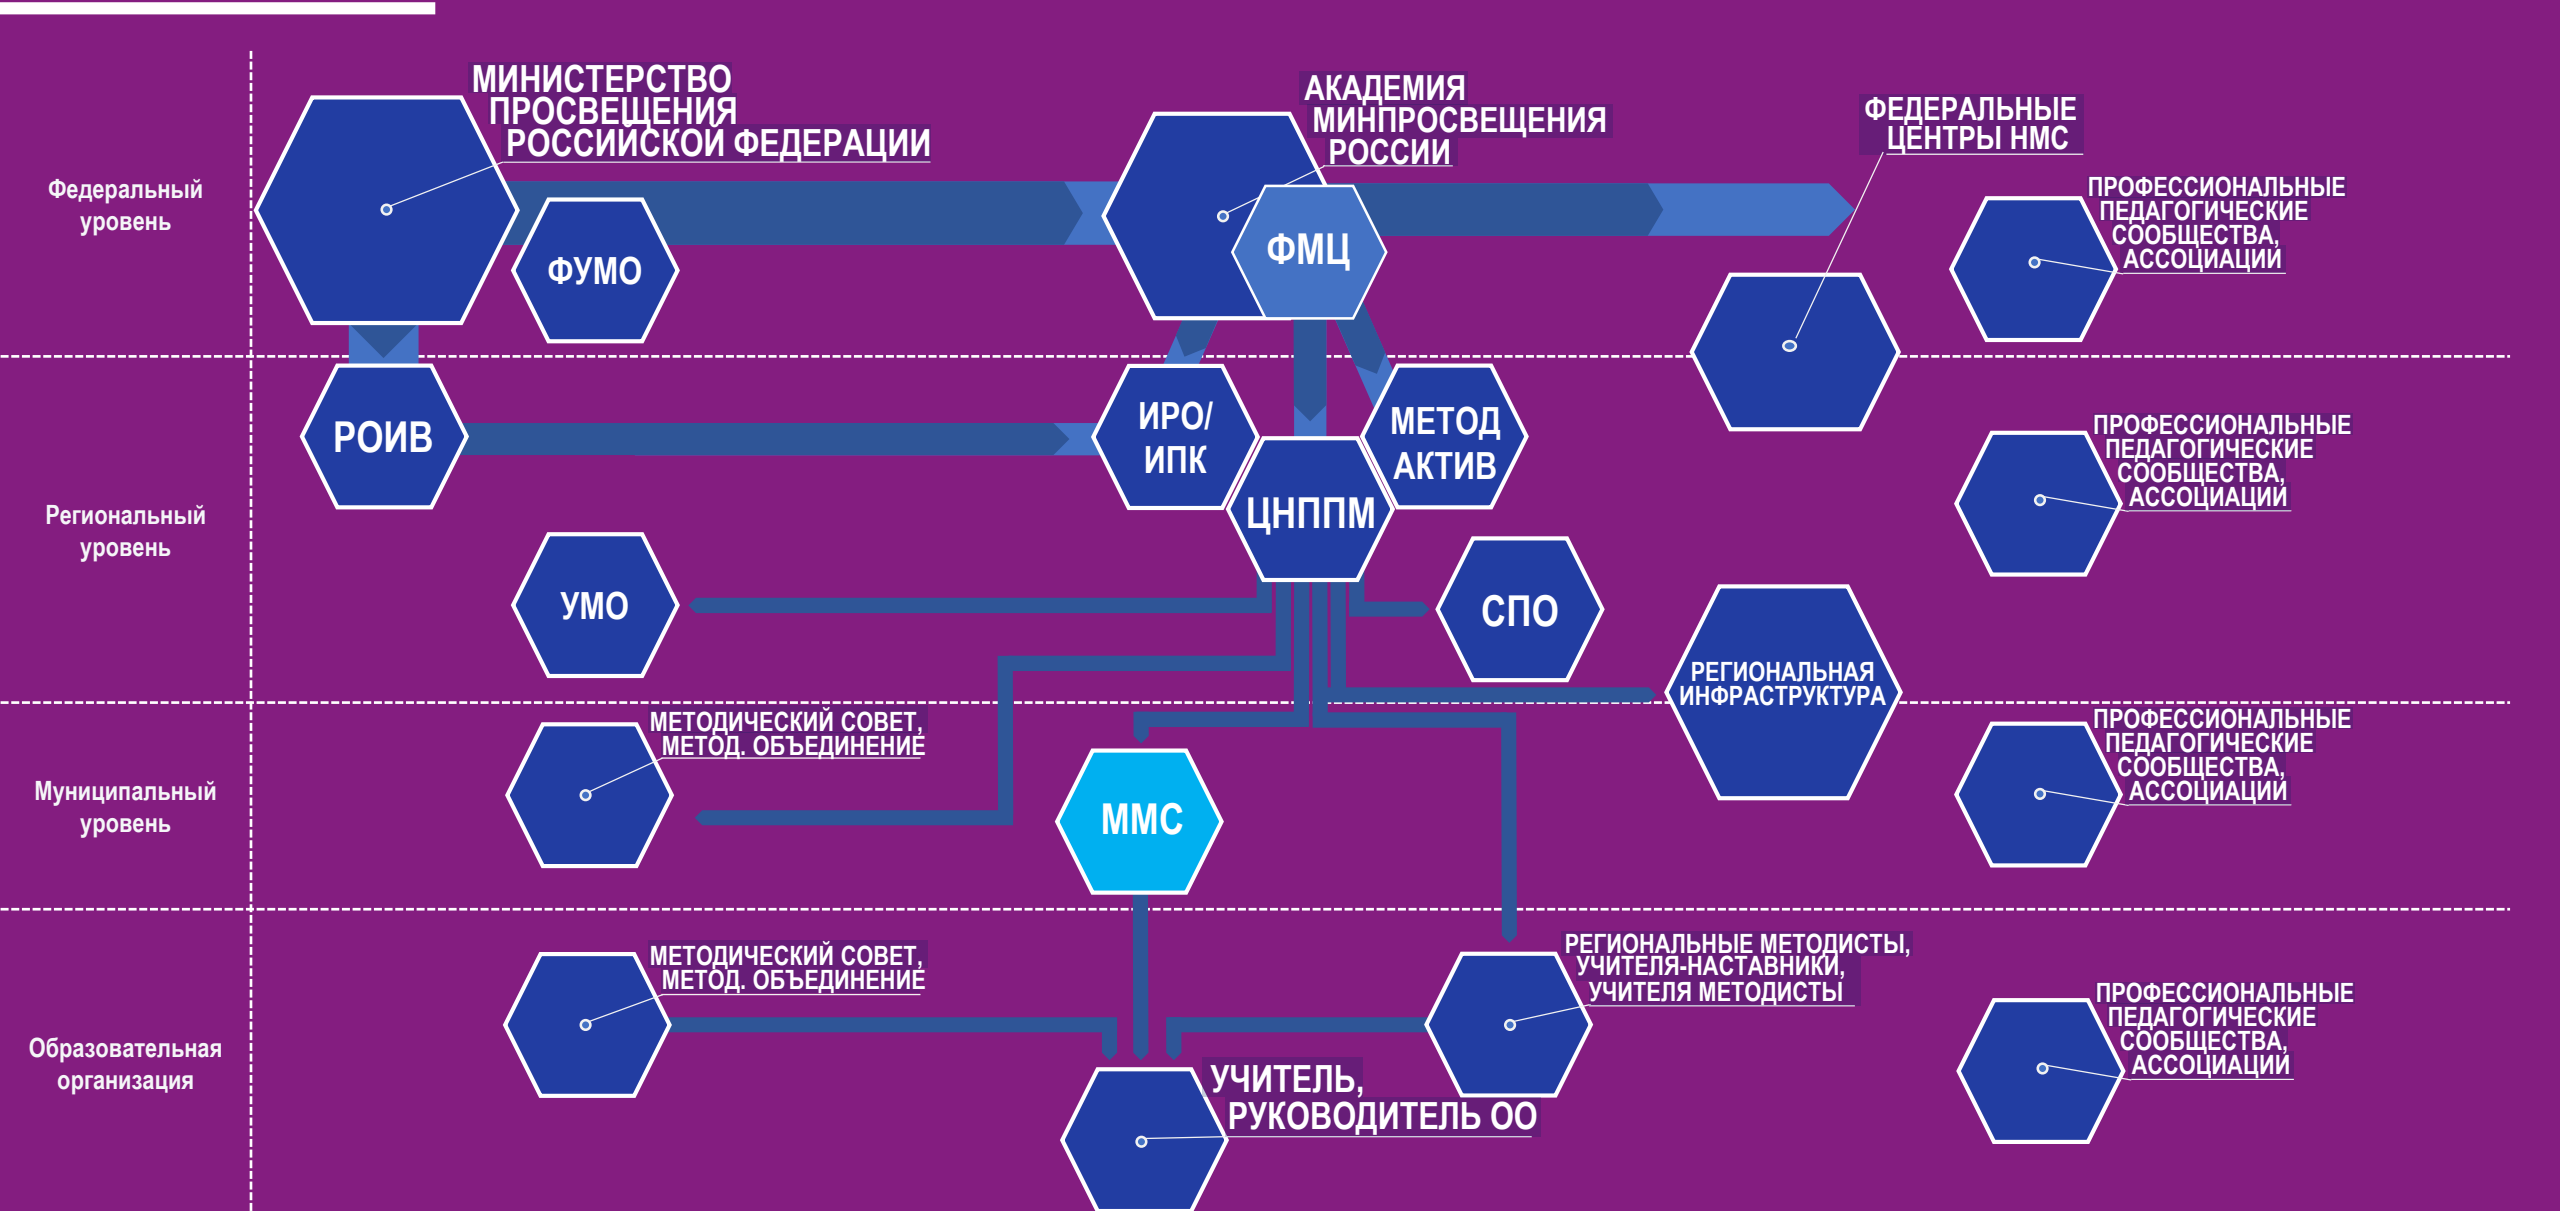 МИНИСТЕРСТВО
ПРОСВЕЩЕНИЯ
РОССИЙСКОЙ ФЕДЕРАЦИИ
АКАДЕМИЯ
МИНПРОСВЕЩЕНИЯ
РОССИИ
ФЕДЕРАЛЬНЫЕ
ЦЕНТРЫ НМС
Федеральный
уровень
ФУМО
ФМЦ
ПРОФЕССИОНАЛЬНЫЕ
ПЕДАГОГИЧЕСКИЕ
СООБЩЕСТВА,
АССОЦИАЦИИ
Региональный
уровень
РОИВ
ИРО/
ИПК
МЕТОД
АКТИВ
ЦНППМ
ПРОФЕССИОНАЛЬНЫЕ
ПЕДАГОГИЧЕСКИЕ
СООБЩЕСТВА,
АССОЦИАЦИИ
УМО
СПО
РЕГИОНАЛЬНАЯ
ИНФРАСТРУКТУРА
Муниципальный
уровень
МЕТОДИЧЕСКИЙ СОВЕТ,
МЕТОД. ОБЪЕДИНЕНИЕ
ММС
ПРОФЕССИОНАЛЬНЫЕ
ПЕДАГОГИЧЕСКИЕ
СООБЩЕСТВА,
АССОЦИАЦИИ
Образовательная
организация
МЕТОДИЧЕСКИЙ СОВЕТ,
МЕТОД. ОБЪЕДИНЕНИЕ
РЕГИОНАЛЬНЫЕ МЕТОДИСТЫ,
УЧИТЕЛЯ-НАСТАВНИКИ,
УЧИТЕЛЯ МЕТОДИСТЫ
УЧИТЕЛЬ,
РУКОВОДИТЕЛЬ ОО
ПРОФЕССИОНАЛЬНЫЕ
ПЕДАГОГИЧЕСКИЕ
СООБЩЕСТВА,
АССОЦИАЦИИ